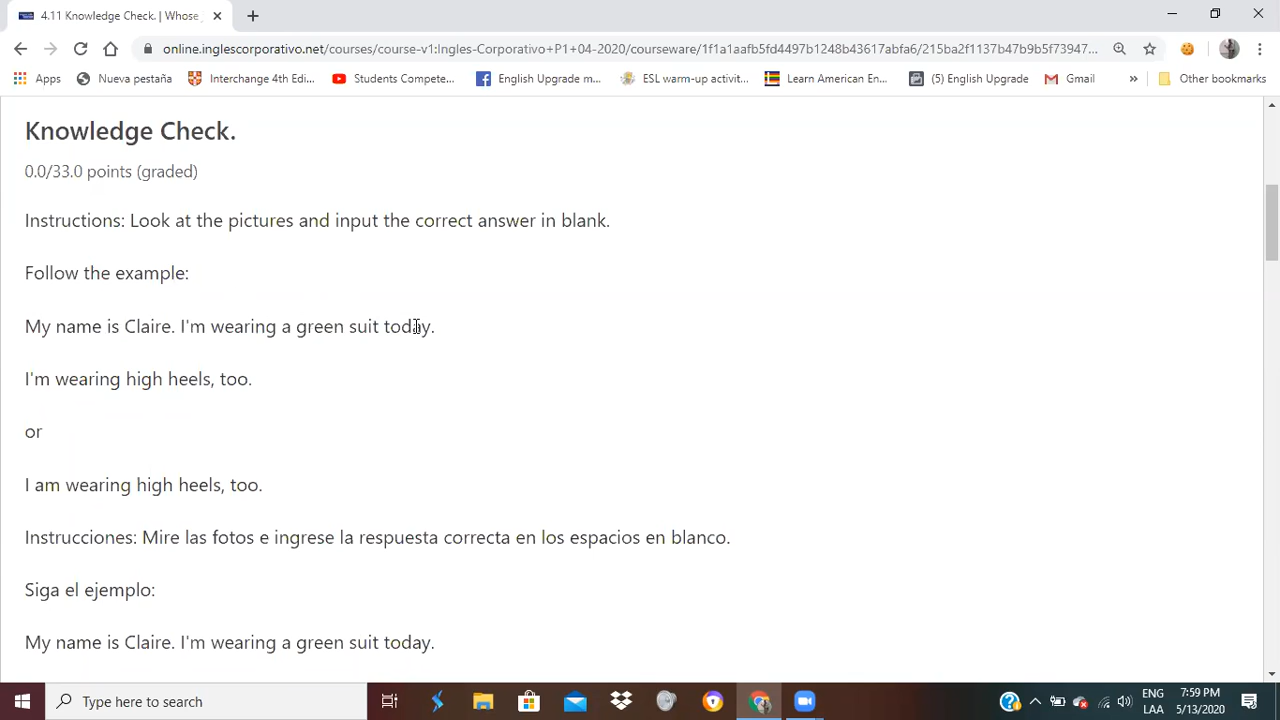 4.11 Knowledge Check. | Whose
online.inglescorporativo.net/courses/course-v1:Ingles-Corporativo+P1+04-2020/courseware/1f1a1aafb5fd4497b1248b43617abfa6/215ba2f1137b47b9b5f73947...
Apps Nueva pestaña Interchange 4th Edi... Students Compete... English Upgrade m... ESL warm-up activit... Learn American En... (5) English Upgrade Gmail » Other bookmarks
Knowledge Check.
0.0/33.0 points (graded)
Instructions: Look at the pictures and input the correct answer in blank.
Follow the example:
My name is Claire. I'm wearing a green suit today.
I'm wearing high heels, too.
or
I am wearing high heels, too.
Instrucciones: Mire las fotos e ingrese la respuesta correcta en los espacios en blanco.
Siga el ejemplo:
My name is Claire. I'm wearing a green suit today.
Type here to search
ENG 7:59 PM
LAA 5/13/2020